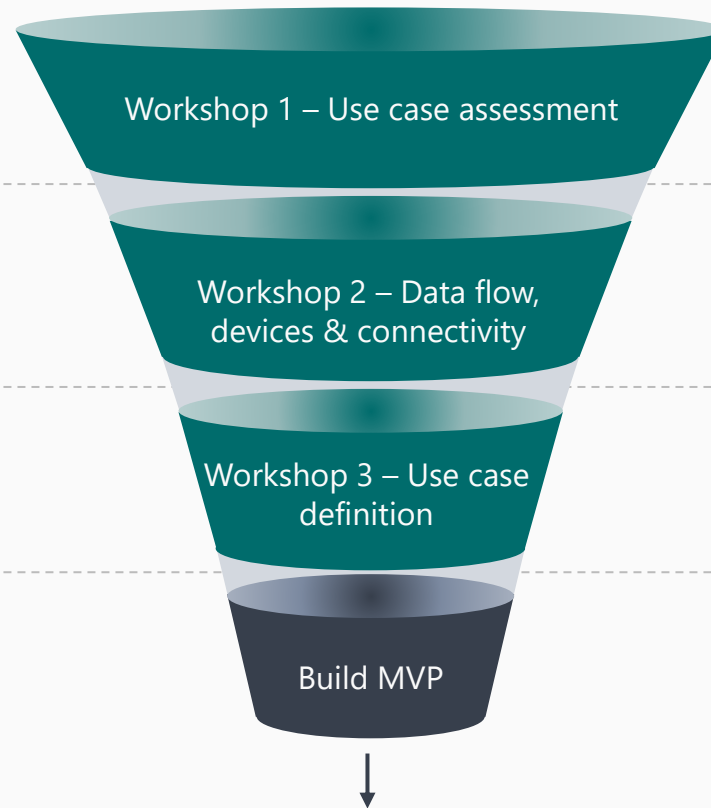 Workshop 1 – Use case assessment
Workshop 2 – Data flow,
devices & connectivity
Workshop 3 – Use case
definition
Build MVP